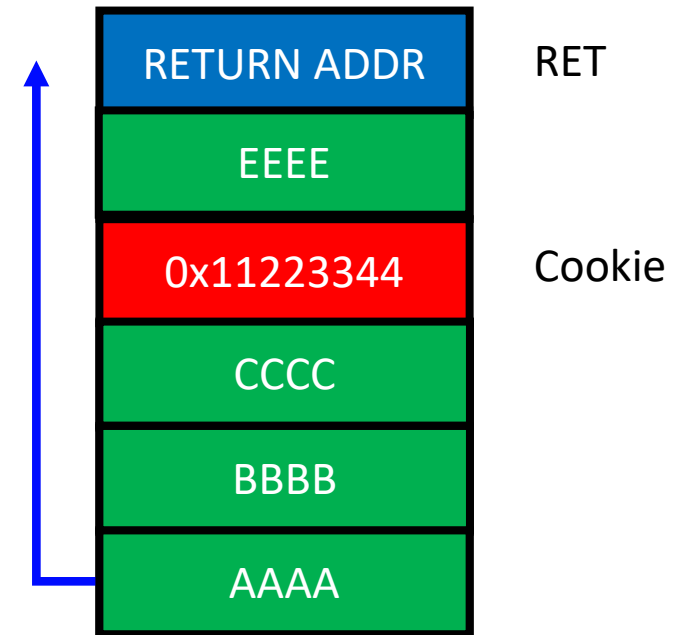 RETURN ADDR RET
EEEE
0x11223344 Cookie
CCCC
BBBB
AAAA